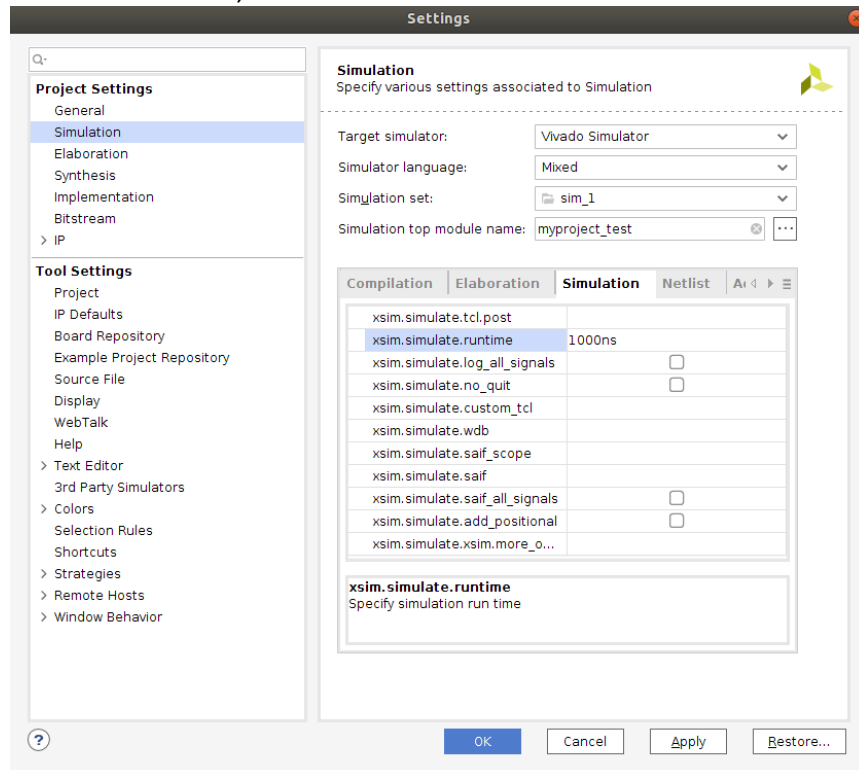 Settings
Q-
Project Settings
General
Simulation
Elaboration
Synthesis
Implementation
Bitstream
> IP
Tool Settings
Project
IP Defaults
Board Repository
Example Project Repository
Source File
Display
WebTalk
Help
> Text Editor
3rd Party Simulators
> Colors
Selection Rules
Shortcuts
> Strategies
> Remote Hosts
> Window Behavior
Simulation
Specify various settings associated to Simulation
Target simulator: Vivado Simulator
Simulator language: Mixed
Simulation set: sim_1
Simulation top module name: myproject_test ...
Compilation Elaboration Simulation Netlist
xsim.simulate.tcl.post
xsim.simulate.runtime 1000ns
xsim.simulate.log_all_signals
xsim.simulate.no_quit
xsim.simulate.custom_tcl
xsim.simulate.wdb
xsim.simulate.saif_scope
xsim.simulate.saif
xsim.simulate.saif_all_signals
xsim.simulate.add_positional
xsim.simulate.xsim.more_o...
xsim.simulate.runtime
Specify simulation run time
? OK Cancel Apply Restore...